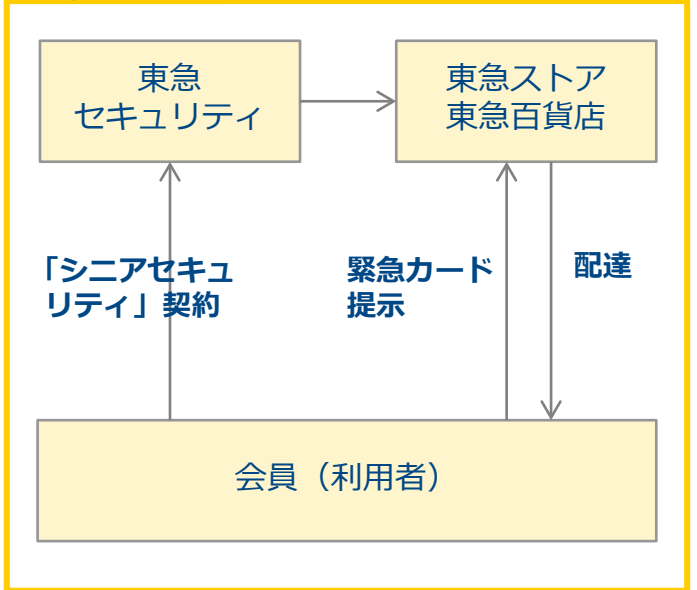 東急
セキュリティ
東急ストア
東急百貨店
「シニアセキュ
リティ」契約
緊急カード
提示
配達
会員（利用者）